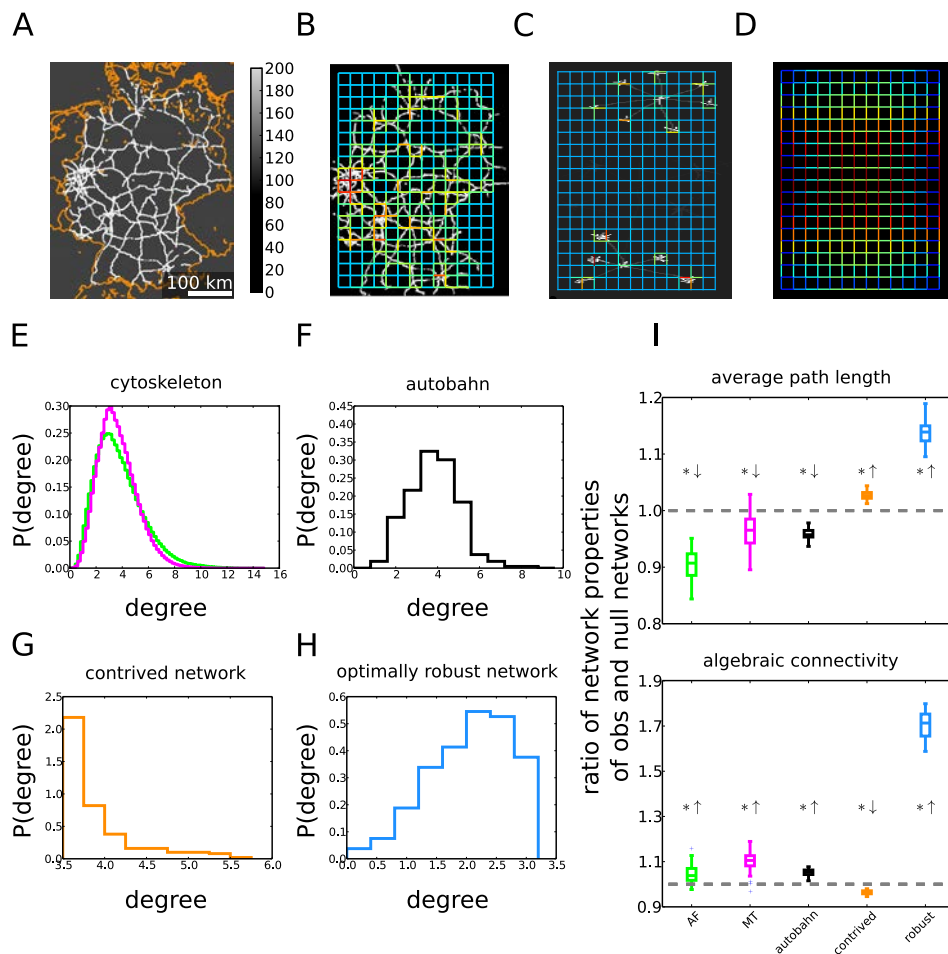 A
B
C
D
200
180
160
140
120
100
80
60
40
20
0
100 km
E
F
I
cytoskeleton
autobahn
average path length
P(degree)
0.30
0.25
0.20
0.15
0.10
0.05
0.00
0 2 4 6 8 10 12 14 16
degree
P(degree)
0.45
0.40
0.35
0.30
0.25
0.20
0.15
0.10
0.05
0.00
0 2 4 6 8 10
degree
1.2
1.1
1.0
0.9
0.8
* ↓ * ↓ * ↓ * ↑ * ↑
ratio of network properties
of obs and null networks
G
H
contrived network
optimally robust network
algebraic connectivity
P(degree)
2.5
2.0
1.5
1.0
0.5
0.0
3.5 4.0 4.5 5.0 5.5 6.0
degree
P(degree)
0.6
0.5
0.4
0.3
0.2
0.1
0.0
0.0 0.5 1.0 1.5 2.0 2.5 3.0 3.5
degree
1.9
1.7
1.5
1.3
1.1
0.9
* ↑ * ↑ * ↑ * ↓ * ↑
AF MT autobahn contrived robust